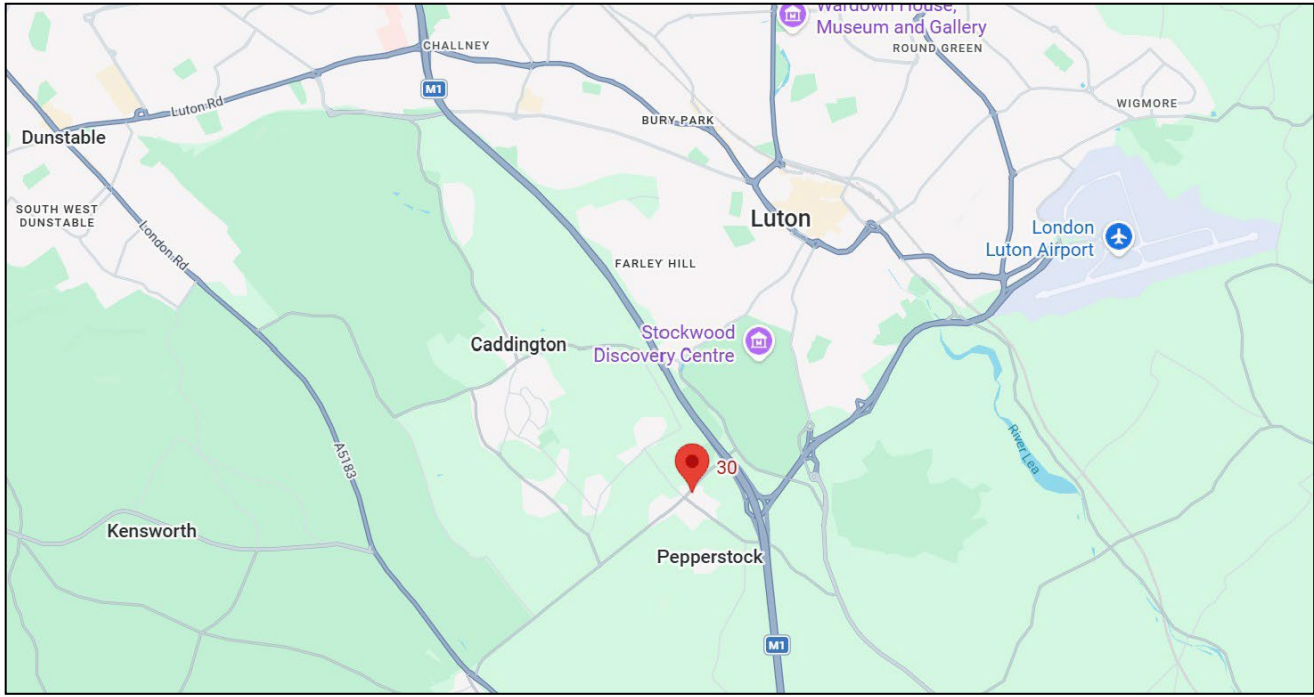 Wardown House,
Museum and Gallery
CHALLNEY
ROUND GREEN
M1
Luton Rd
WIGMORE
BURY PARK
Dunstable
SOUTH WEST
DUNSTABLE
Luton
London
Luton Airport
London Rd
FARLEY HILL
Stockwood
Discovery Centre
Caddington
River Lea
A5183
30
Kensworth
Pepperstock
M1